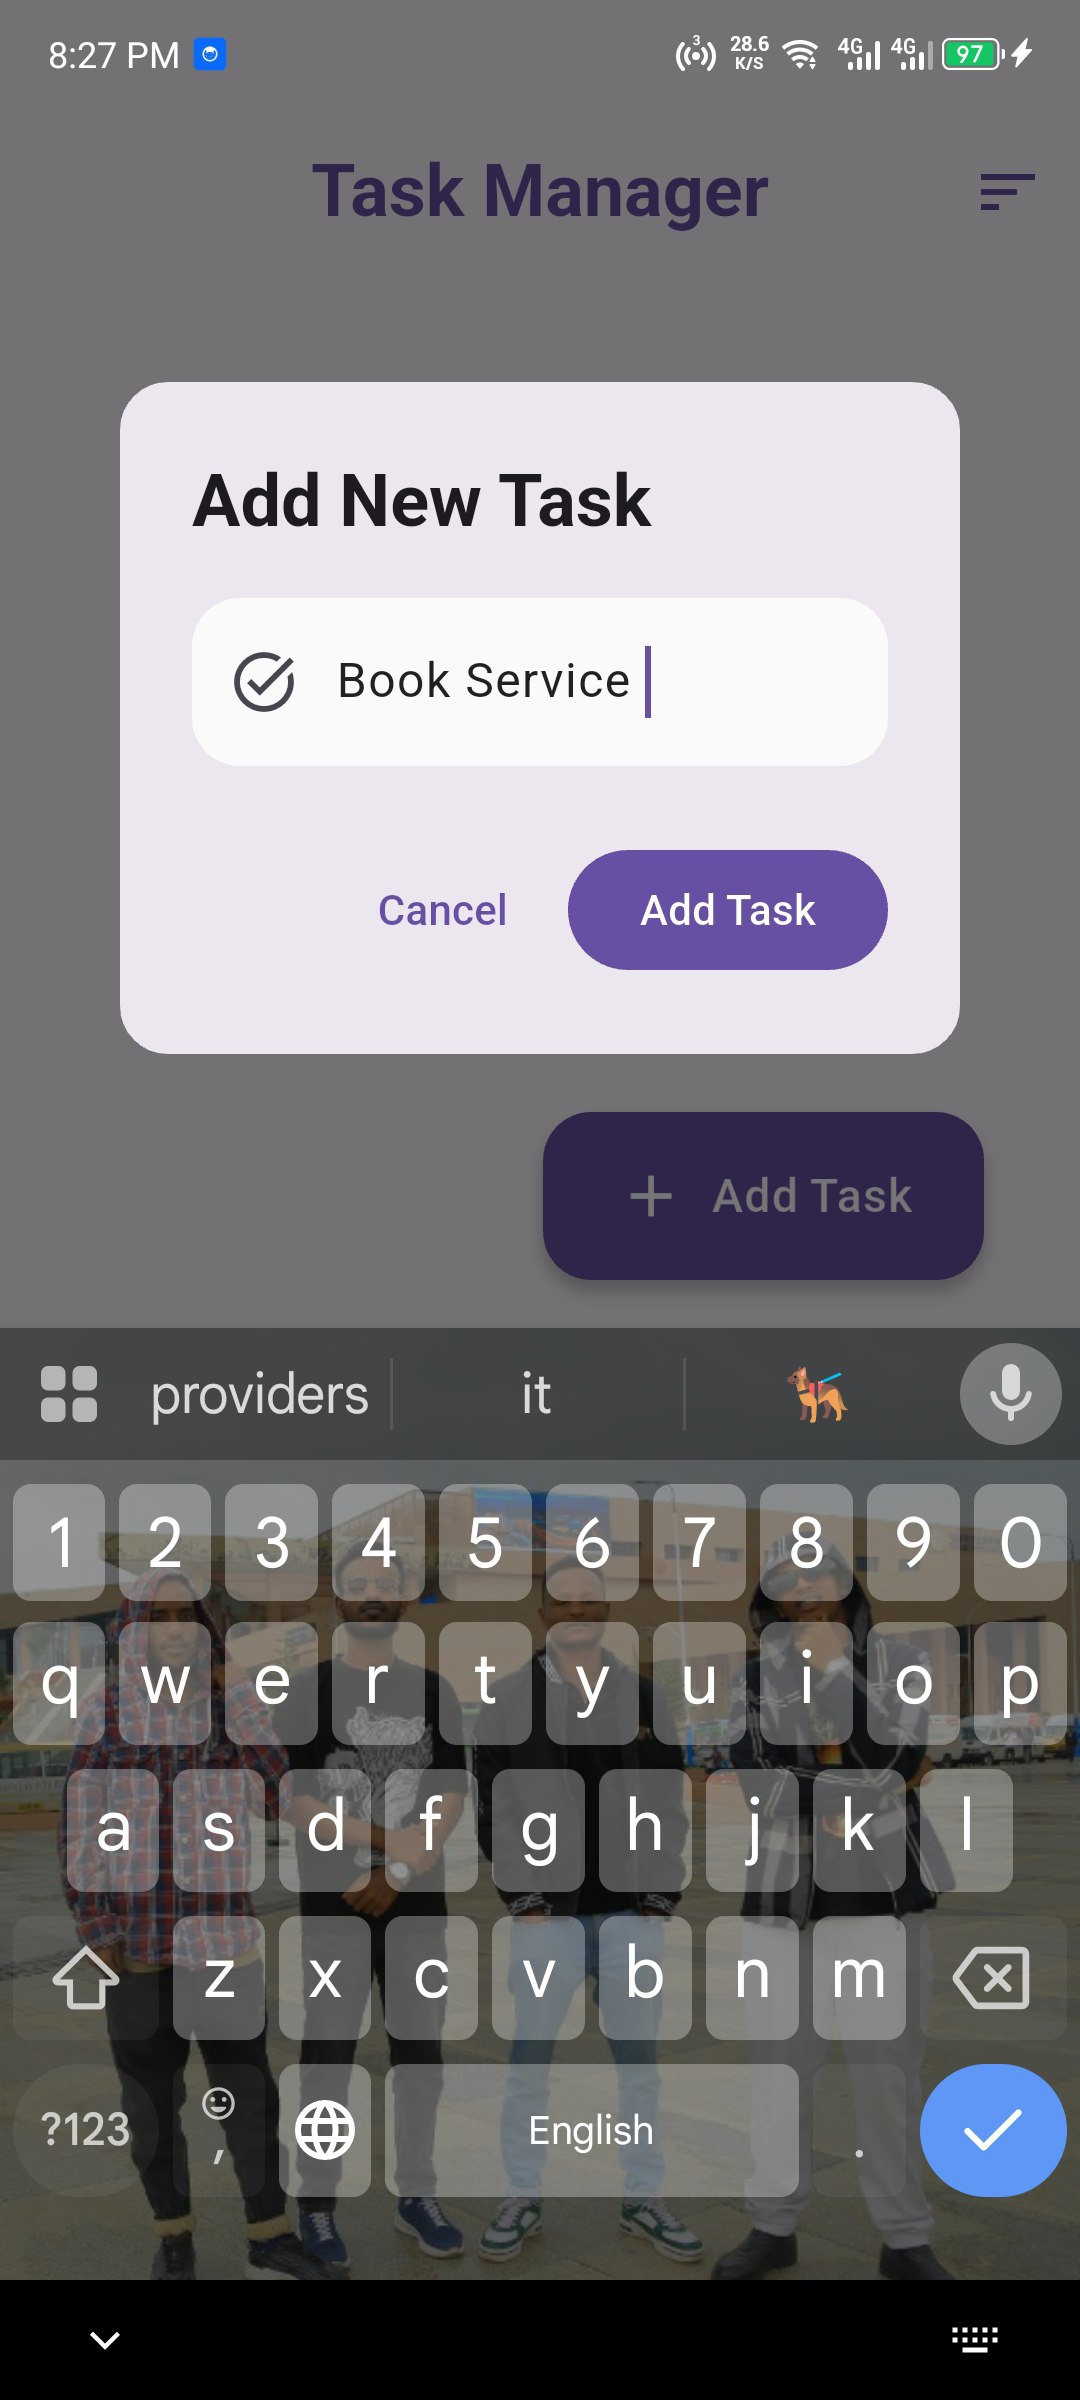 8:27 PM 3 28.6 K/S 4G 4G 97
Task Manager
Add New Task
Book Service
Cancel Add Task
+ Add Task
providers it
1 2 3 4 5 6 7 8 9 0
q w e r t y u i o p
a s d f g h j k l
z x c v b n m
?123 , English .